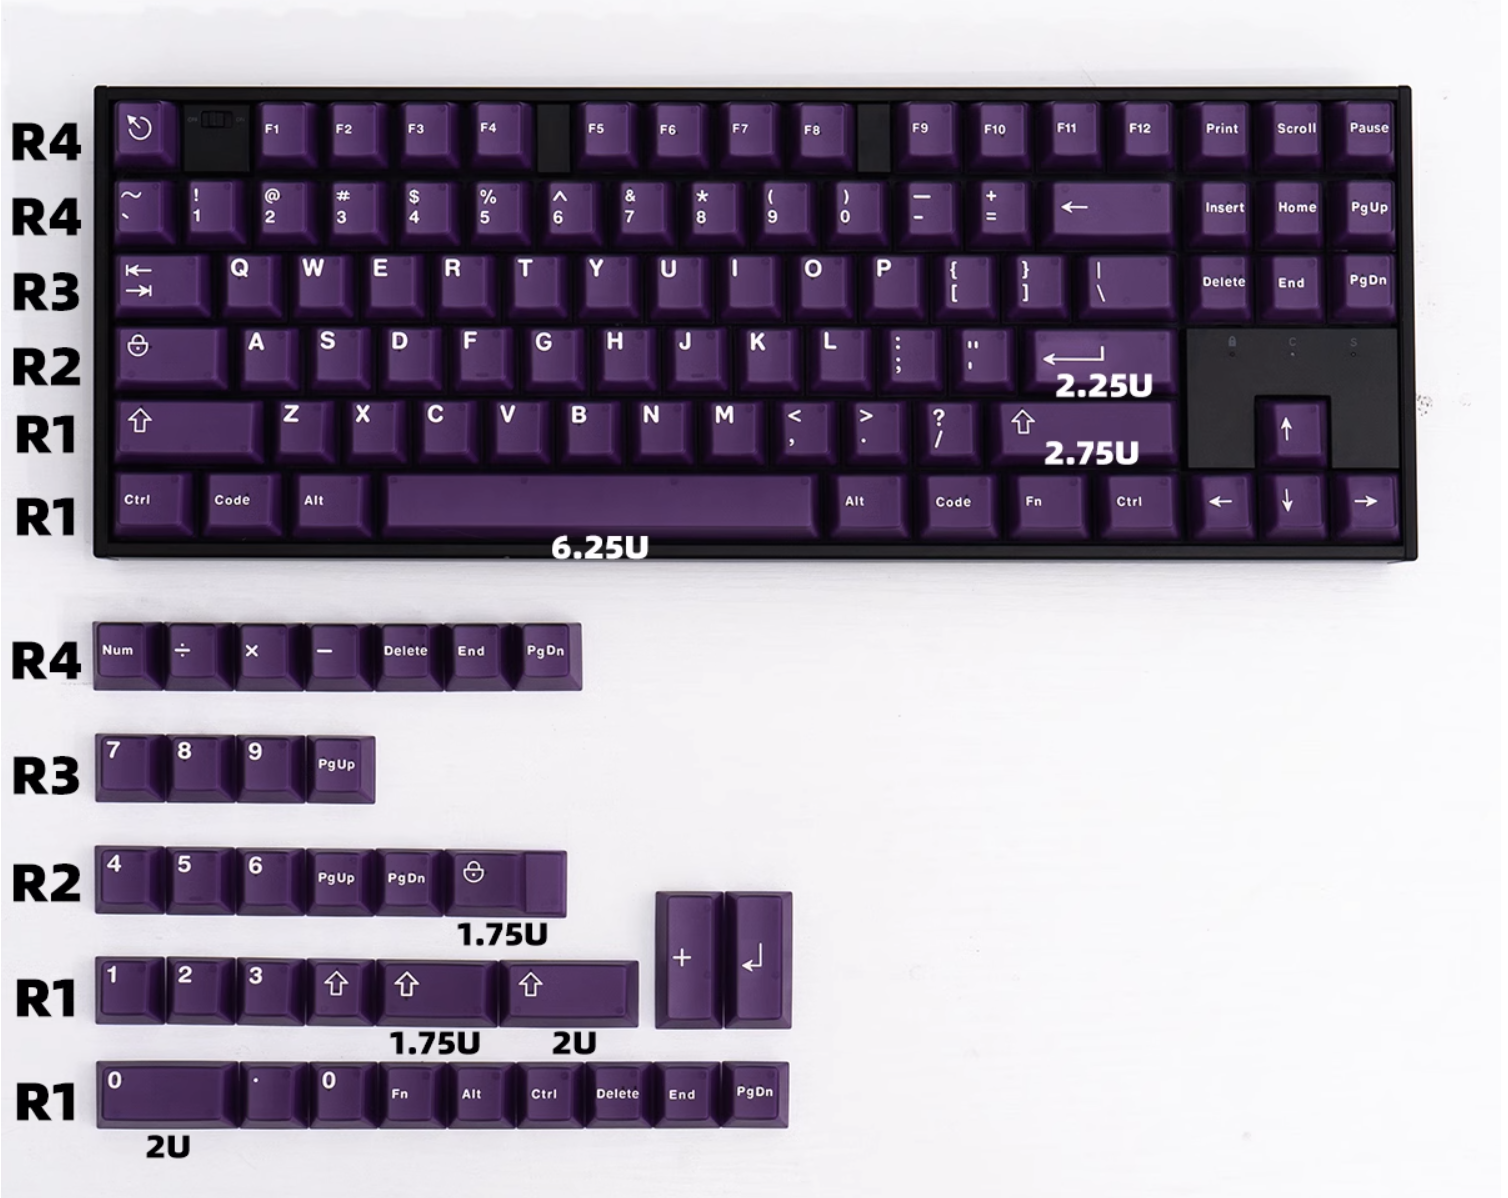 R4 F1 F2 F3 F4 F5 F6 F7 F8 F9 F10 F11 F12 Print Scroll Pause
R4 ~ ` ! 1 @ 2 # 3 $ 4 % 5 ^ 6 & 7 * 8 ( 9 ) 0 — - + = ← Insert Home PgUp
R3 Q W E R T Y U I O P { [ } ] | \ Delete End PgDn
R2 A S D F G H J K L : ; " ' 2.25U C S
R1 ⇧ Z X C V B N M < , > . ? / ⇧ 2.75U ↑
R1 Ctrl Code Alt 6.25U Alt Code Fn Ctrl ← ↓ →
R4 Num ÷ × − Delete End PgDn
R3 7 8 9 PgUp
R2 4 5 6 PgUp PgDn
1.75U
R1 1 2 3 ⇧ ⇧ ⇧ + ↵
1.75U 2U
R1 0 . 0 Fn Alt Ctrl Delete End PgDn
2U